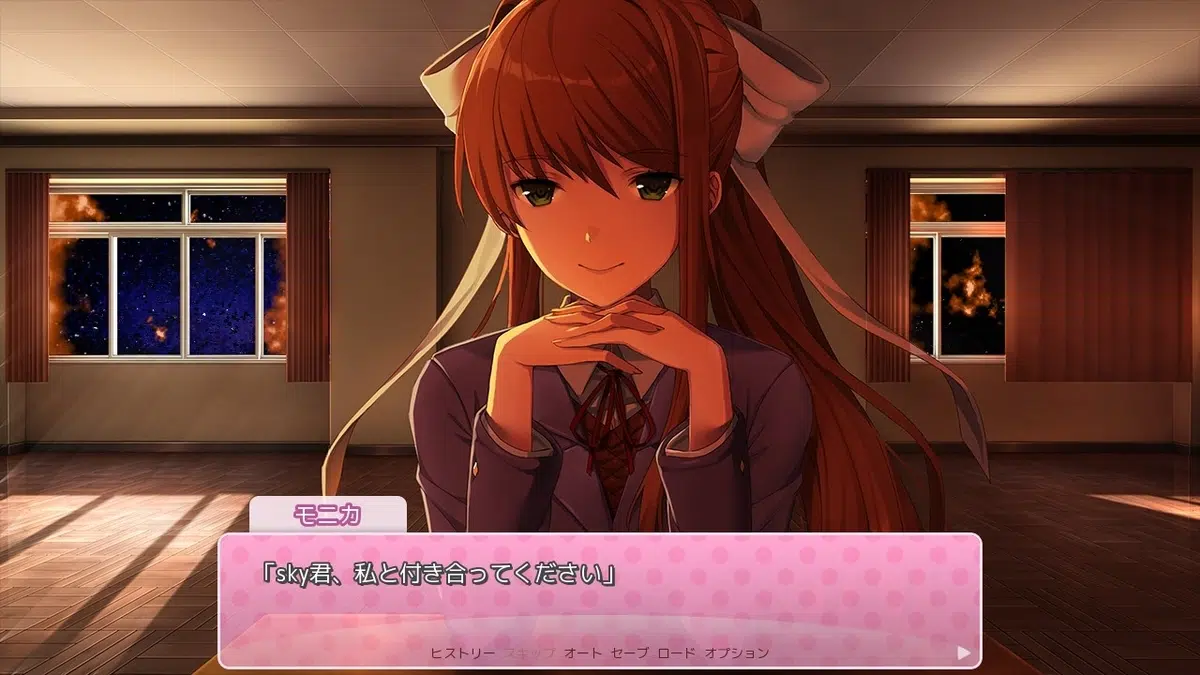 モニカ
「sky君、私と付き合ってください」
ヒストリー スキップ オート セーブ ロード オプション